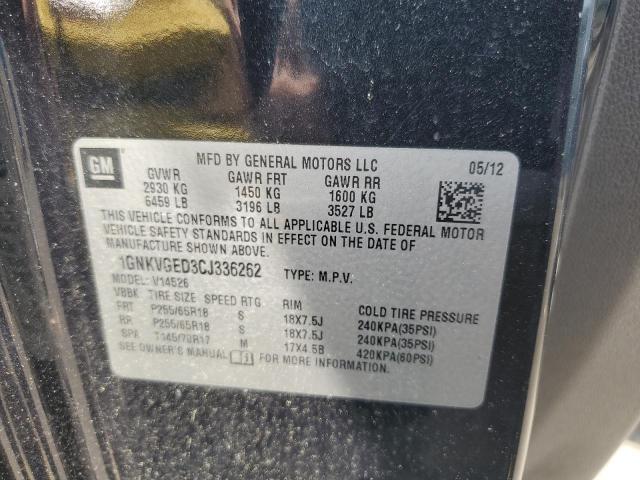 GM
MFD BY GENERAL MOTORS LLC 05/12
GVWR GAWR FRT GAWR RR
2930 KG 1450 KG 1600 KG
6459 LB 3196 LB 3527 LB
THIS VEHICLE CONFORMS TO ALL APPLICABLE U.S. FEDERAL MOTOR
VEHICLE SAFETY STANDARDS IN EFFECT ON THE DATE OF
MANUFACTURE SHOWN ABOVE.
1GNKVGED3CJ336262 TYPE: M.P.V.
MODEL: V14526
VBBK TIRE SIZE SPEED RTG. RIM COLD TIRE PRESSURE
FRT P255/65R18 S 18X7.5J 240KPA(35PSI)
RR P255/65R18 S 18X7.5J 240KPA(35PSI)
SPA T145/70R17 M 17X4.5B 420KPA(60PSI)
SEE OWNER'S MANUAL FOR MORE INFORMATION.